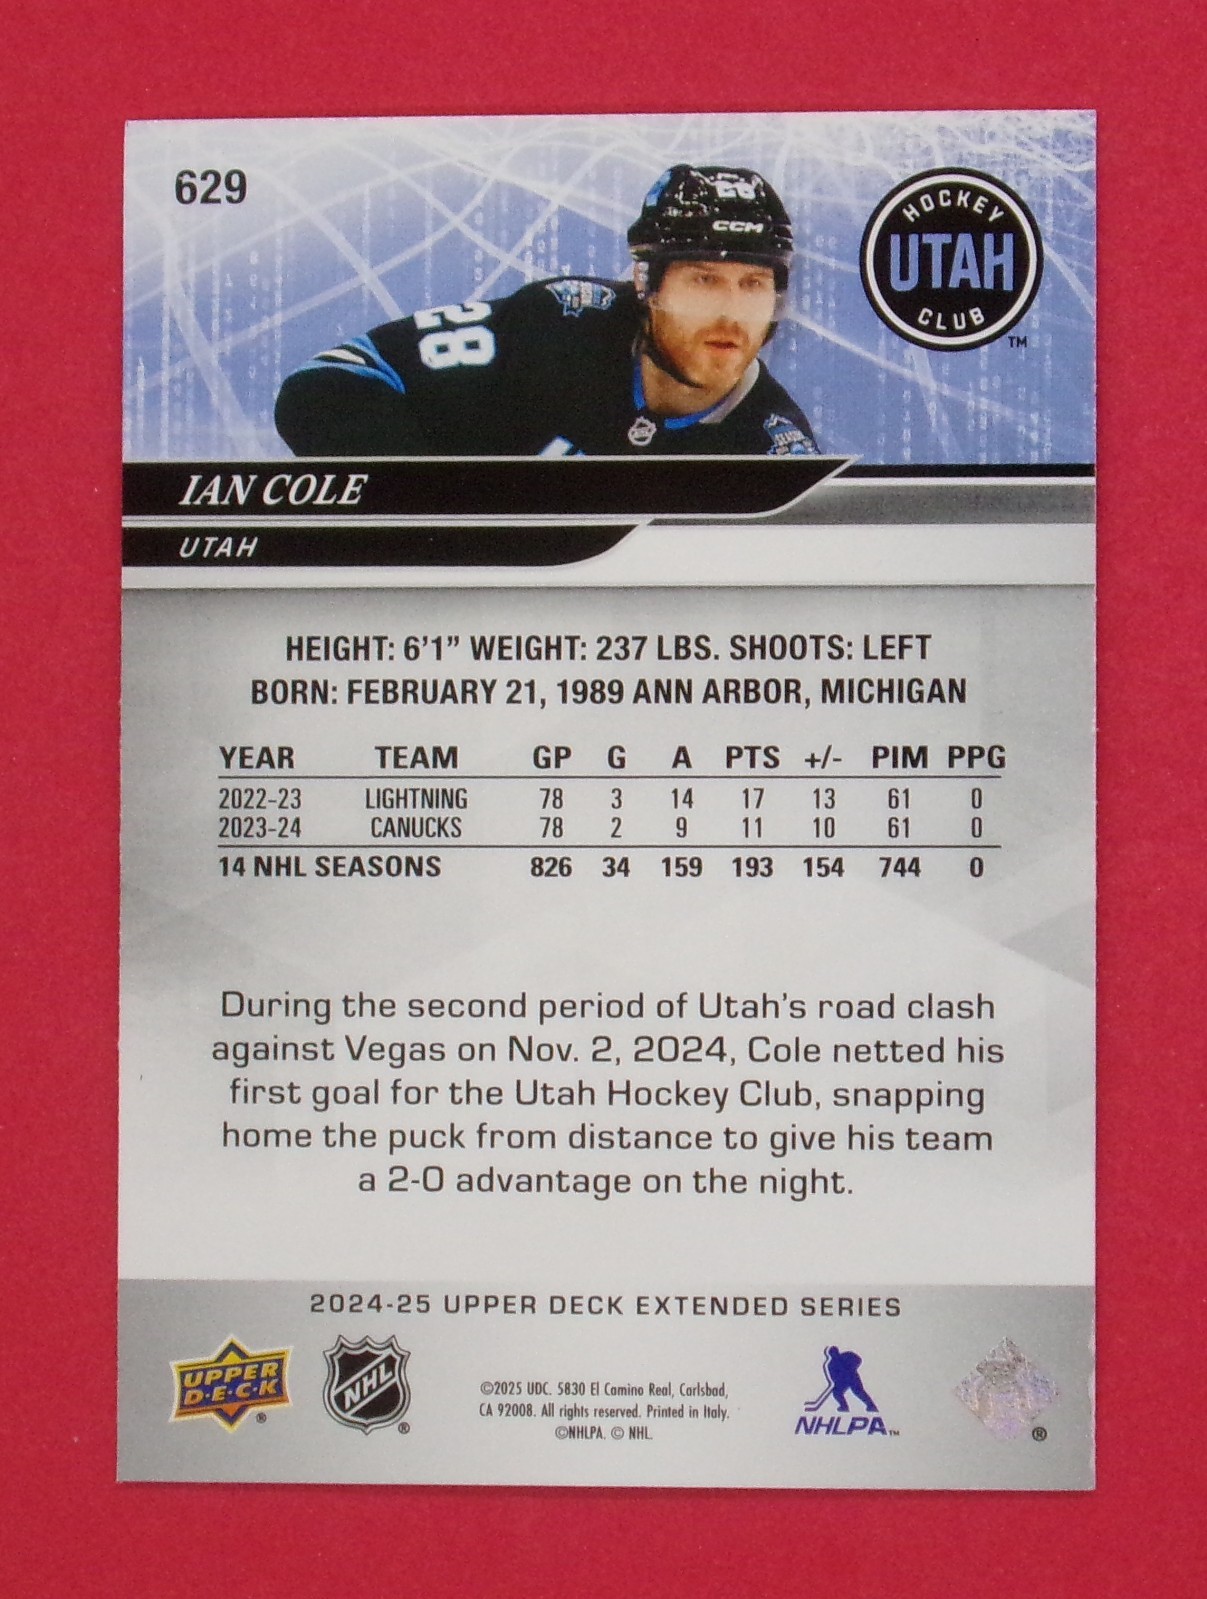 629
HOCKEY
UTAH
CLUB
TM
28
CCM
28
SEASON
IAN COLE
UTAH
HEIGHT: 6'1" WEIGHT: 237 LBS. SHOOTS: LEFT
BORN: FEBRUARY 21, 1989 ANN ARBOR, MICHIGAN
YEAR TEAM GP G A PTS +/- PIM PPG
2022-23 LIGHTNING 78 3 14 17 13 61 0
2023-24 CANUCKS 78 2 9 11 10 61 0
14 NHL SEASONS 826 34 159 193 154 744 0
During the second period of Utah's road clash
against Vegas on Nov. 2, 2024, Cole netted his
first goal for the Utah Hockey Club, snapping
home the puck from distance to give his team
a 2-0 advantage on the night.
2024-25 UPPER DECK EXTENDED SERIES
UPPER
D·E·C·K
®
NHL
®
©2025 UDC. 5830 El Camino Real, Carlsbad,
CA 92008. All rights reserved. Printed in Italy.
©NHLPA. © NHL.
NHLPA™
®